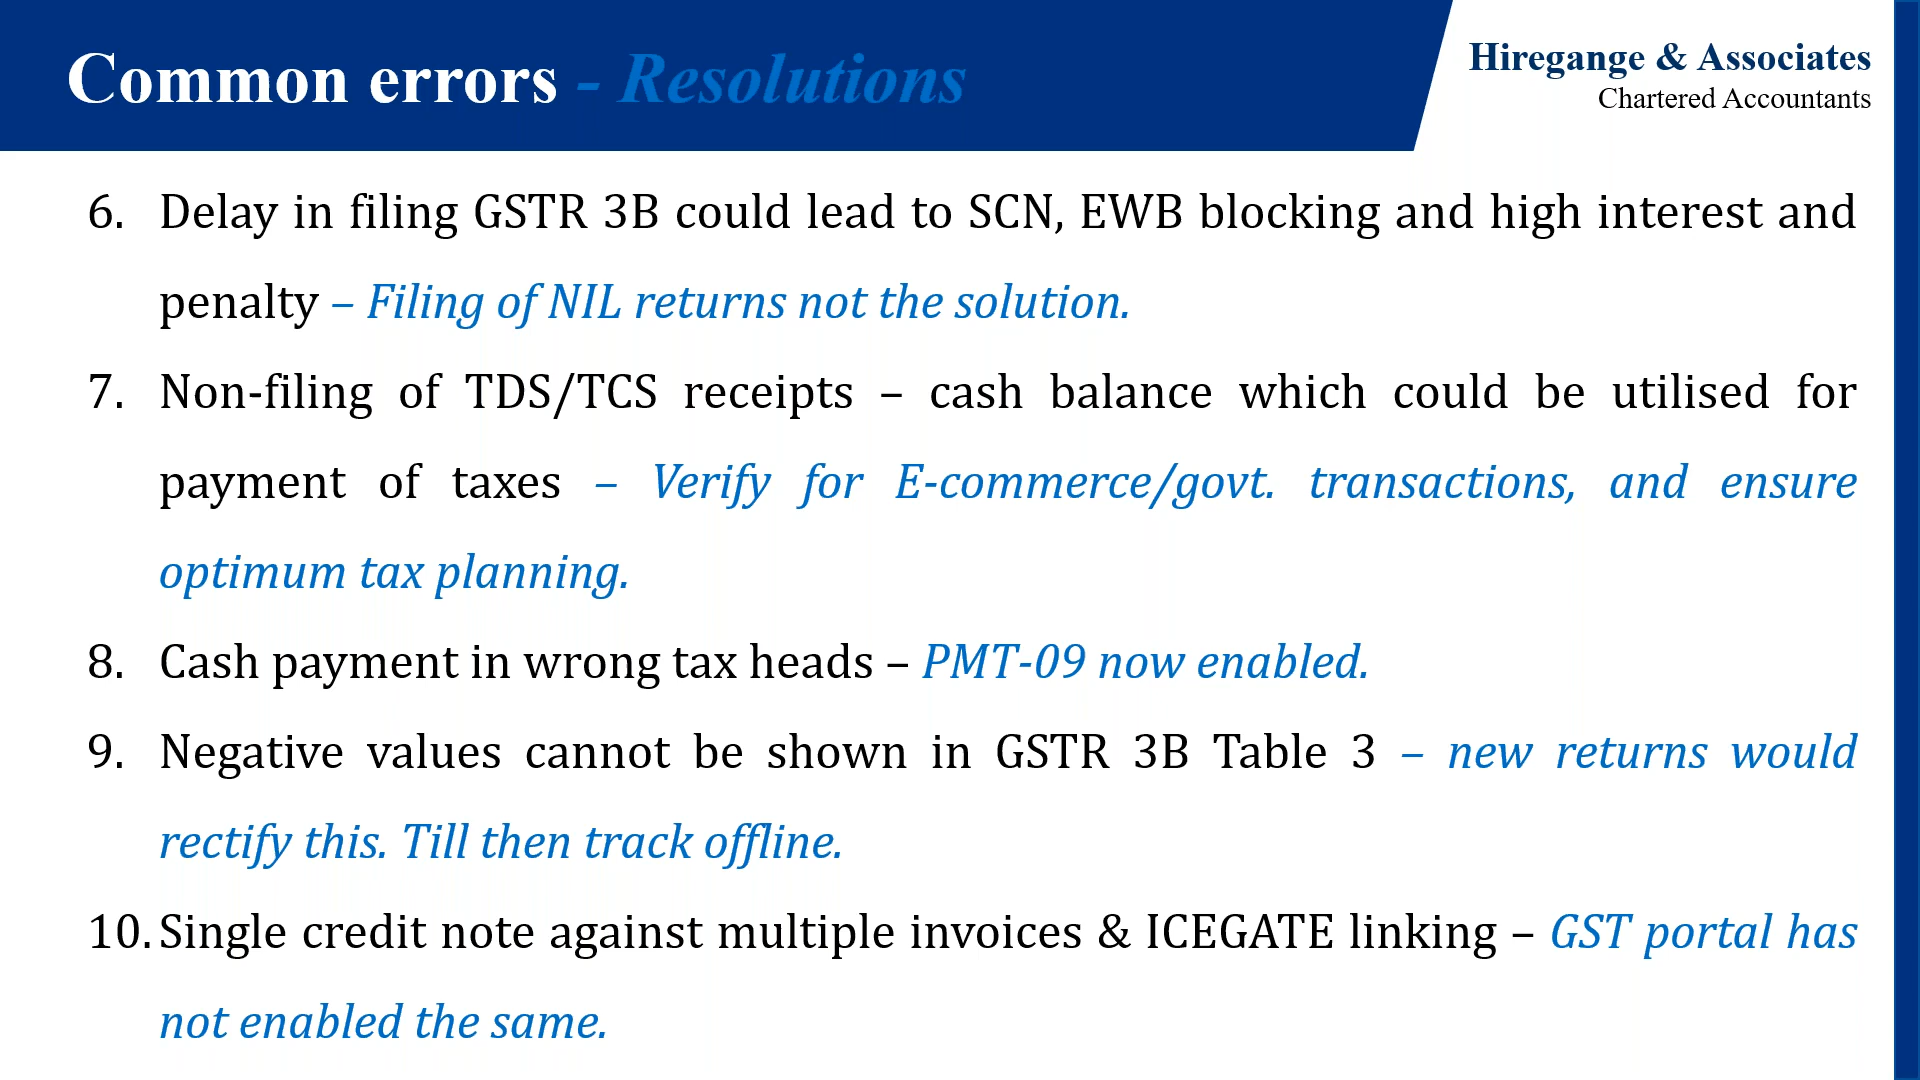 Common errors - Resolutions
Hiregange & Associates
Chartered Accountants
6. Delay in filing GSTR 3B could lead to SCN, EWB blocking and high interest and
penalty – Filing of NIL returns not the solution.
7. Non-filing of TDS/TCS receipts – cash balance which could be utilised for
payment of taxes – Verify for E-commerce/govt. transactions, and ensure
optimum tax planning.
8. Cash payment in wrong tax heads – PMT-09 now enabled.
9. Negative values cannot be shown in GSTR 3B Table 3 – new returns would
rectify this. Till then track offline.
10. Single credit note against multiple invoices & ICEGATE linking – GST portal has
not enabled the same.